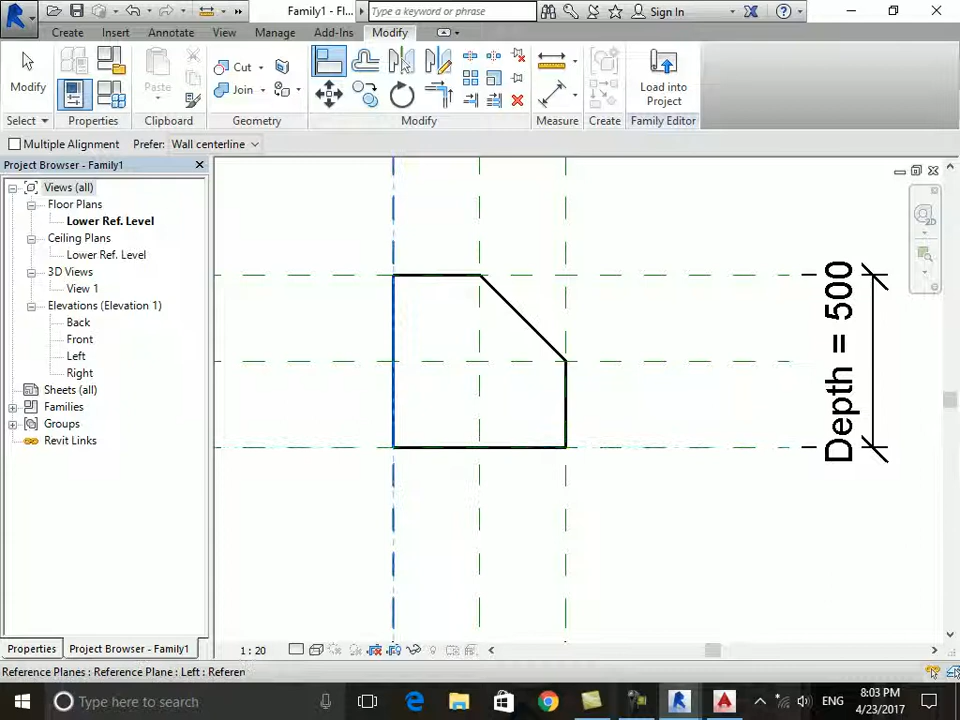 Family1 - Fl...
Type a keyword or phrase
Sign In
Create
Insert
Annotate
View
Manage
Add-Ins
Modify
Modify
Select
Properties
Paste
Clipboard
Cut
Join
Geometry
Modify
Measure
Create
Load into
Project
Family Editor
Multiple Alignment
Prefer:
Wall centerline
Project Browser - Family1
Views (all)
Floor Plans
Lower Ref. Level
Ceiling Plans
Lower Ref. Level
3D Views
View 1
Elevations (Elevation 1)
Back
Front
Left
Right
Sheets (all)
Families
Groups
Revit Links
Depth = 500
2D
Properties
Project Browser - Family1
1 : 20
Reference Planes : Reference Plane : Left : Referen
Type here to search
ENG
8:03 PM
4/23/2017